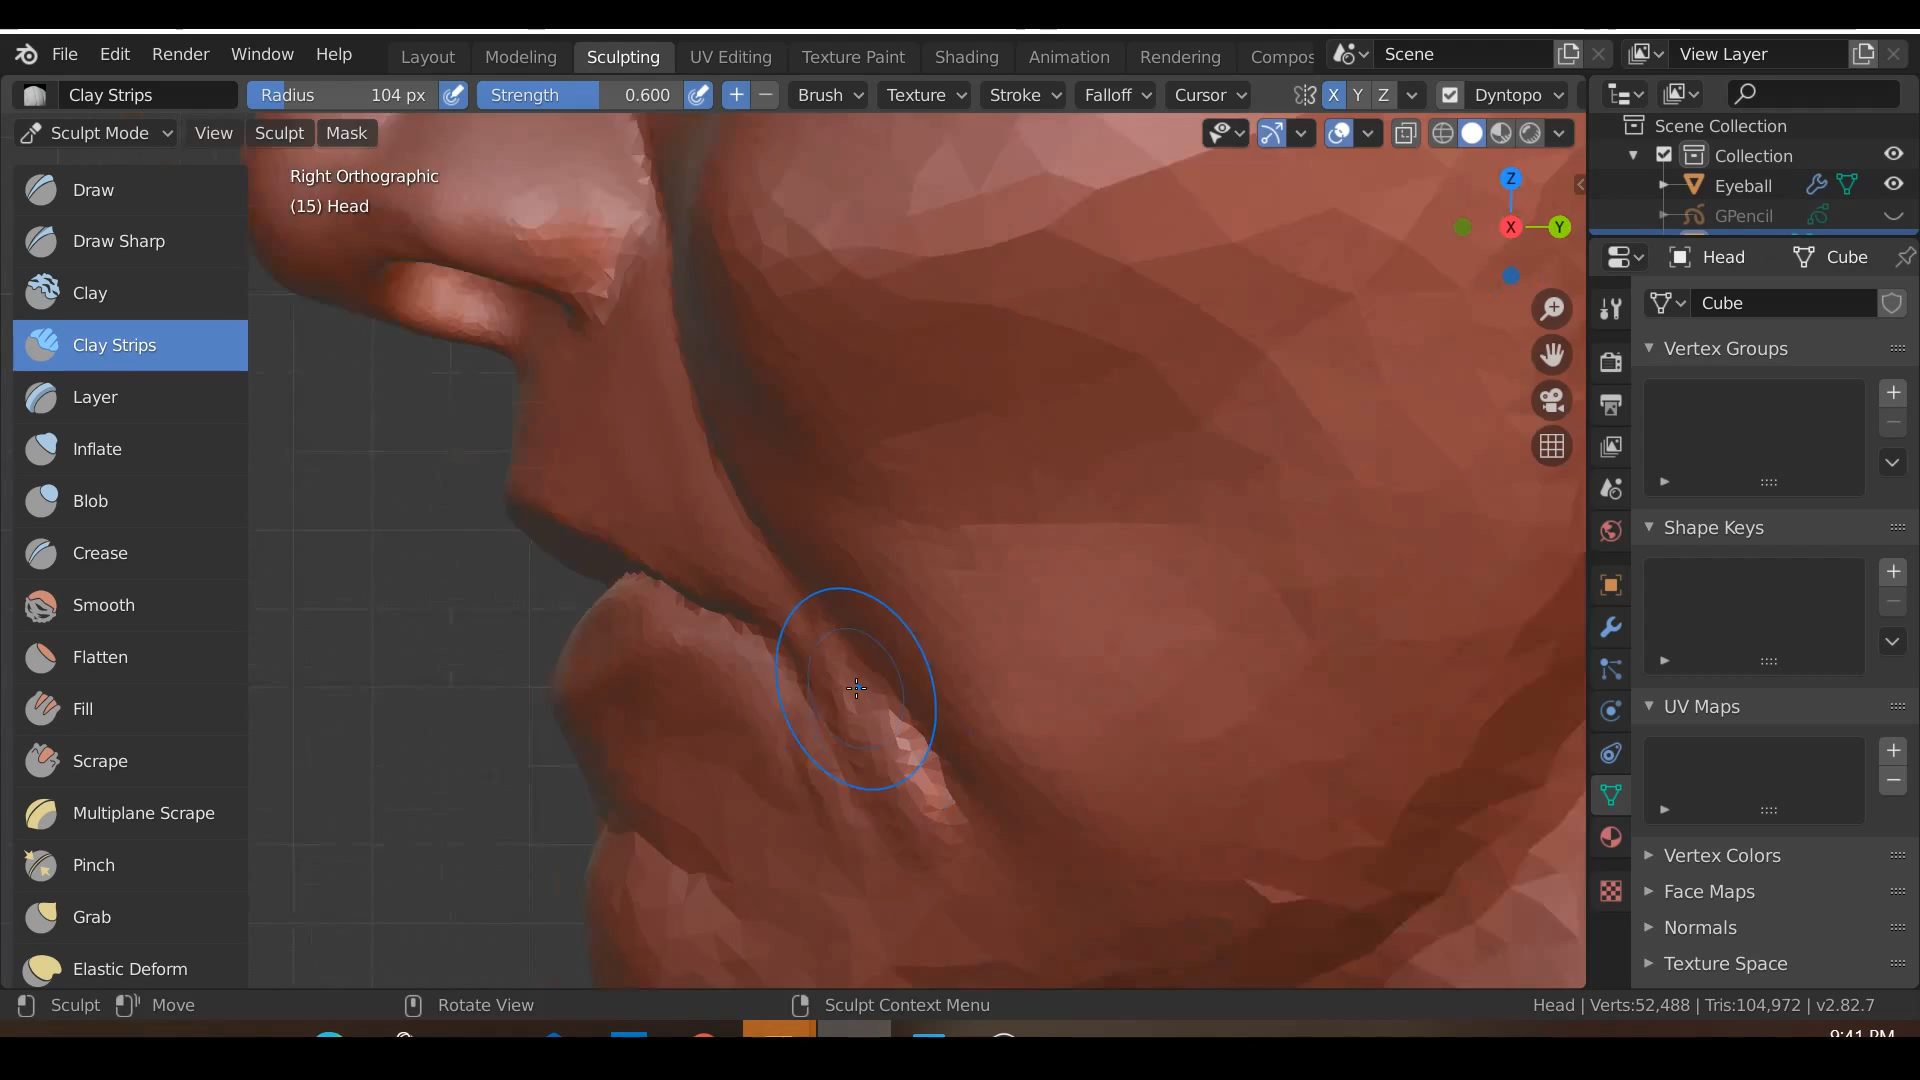 File Edit Render Window Help Layout Modeling Sculpting UV Editing Texture Paint Shading Animation Rendering Compos Scene View Layer
Clay Strips Radius 104 px Strength 0.600 + − Brush Texture Stroke Falloff Cursor X Y Z Dyntopo
Sculpt Mode View Sculpt Mask
Right Orthographic
(15) Head
Draw
Draw Sharp
Clay
Clay Strips
Layer
Inflate
Blob
Crease
Smooth
Flatten
Fill
Scrape
Multiplane Scrape
Pinch
Grab
Elastic Deform
Z
X
Y
Scene Collection
Collection
Eyeball
GPencil
Head Cube
Cube
Vertex Groups
Shape Keys
UV Maps
Vertex Colors
Face Maps
Normals
Texture Space
Sculpt Move Rotate View Sculpt Context Menu Head | Verts:52,488 | Tris:104,972 | v2.82.7
9:41 PM